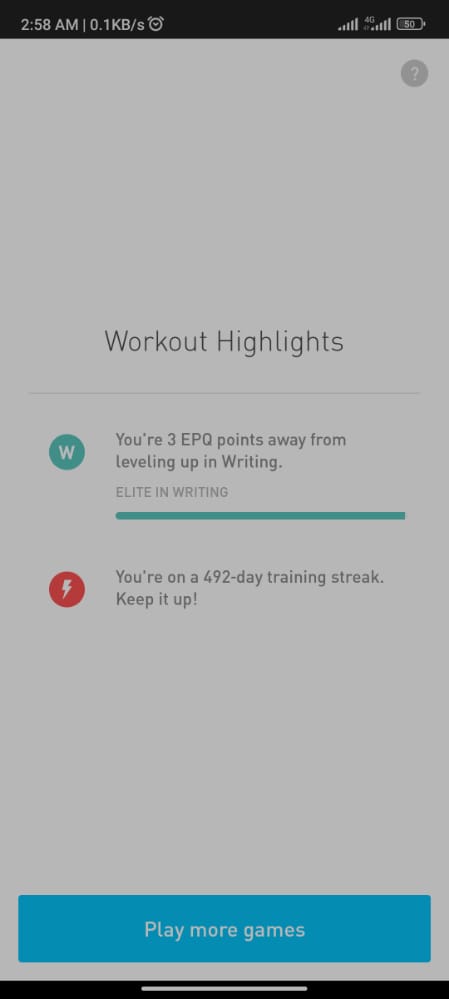 2:58 AM | 0.1KB/s 4G 50
?
Workout Highlights
W
You're 3 EPQ points away from
leveling up in Writing.
ELITE IN WRITING
You're on a 492-day training streak.
Keep it up!
Play more games